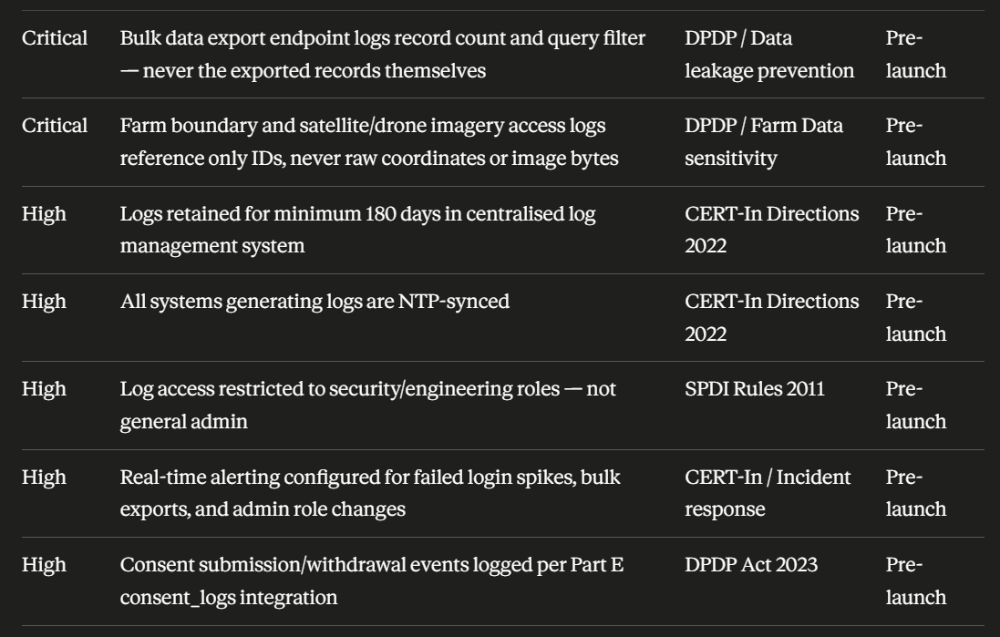 Critical
Bulk data export endpoint logs record count and query filter
— never the exported records themselves
DPDP / Data
leakage prevention
Pre-
launch
Critical
Farm boundary and satellite/drone imagery access logs
reference only IDs, never raw coordinates or image bytes
DPDP / Farm Data
sensitivity
Pre-
launch
High
Logs retained for minimum 180 days in centralised log
management system
CERT-In Directions
2022
Pre-
launch
High
All systems generating logs are NTP-synced
CERT-In Directions
2022
Pre-
launch
High
Log access restricted to security/engineering roles — not
general admin
SPDI Rules 2011
Pre-
launch
High
Real-time alerting configured for failed login spikes, bulk
exports, and admin role changes
CERT-In / Incident
response
Pre-
launch
High
Consent submission/withdrawal events logged per Part E
consent_logs integration
DPDP Act 2023
Pre-
launch